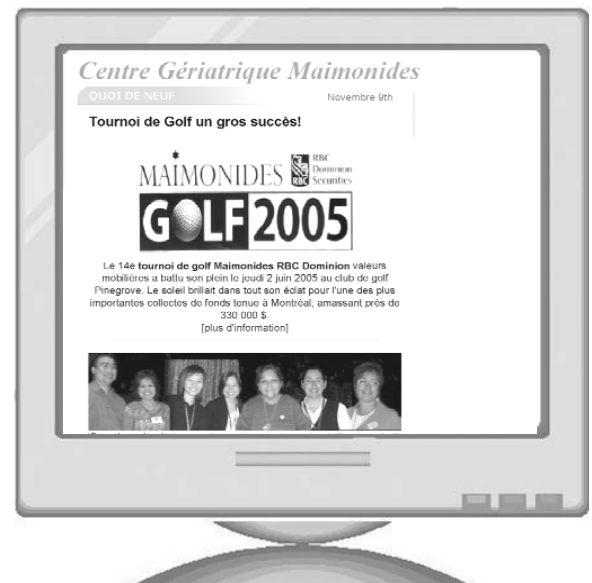 Centre Gériatrique Maimonides
QUOI DE NEUF
Novembre 9th
Tournoi de Golf un gros succès!
MAIMONIDES
RBC
Dominion
Securities
RBC
GOLF 2005
Le 14e tournoi de golf Maimonides RBC Dominion valeurs
mobilières a battu son plein le jeudi 2 juin 2005 au club de golf
Pinegrove. Le soleil brillait dans tout son éclat pour l'une des plus
importantes collectes de fonds tenue à Montréal, amassant près de
330 000 $.
[plus d'information]